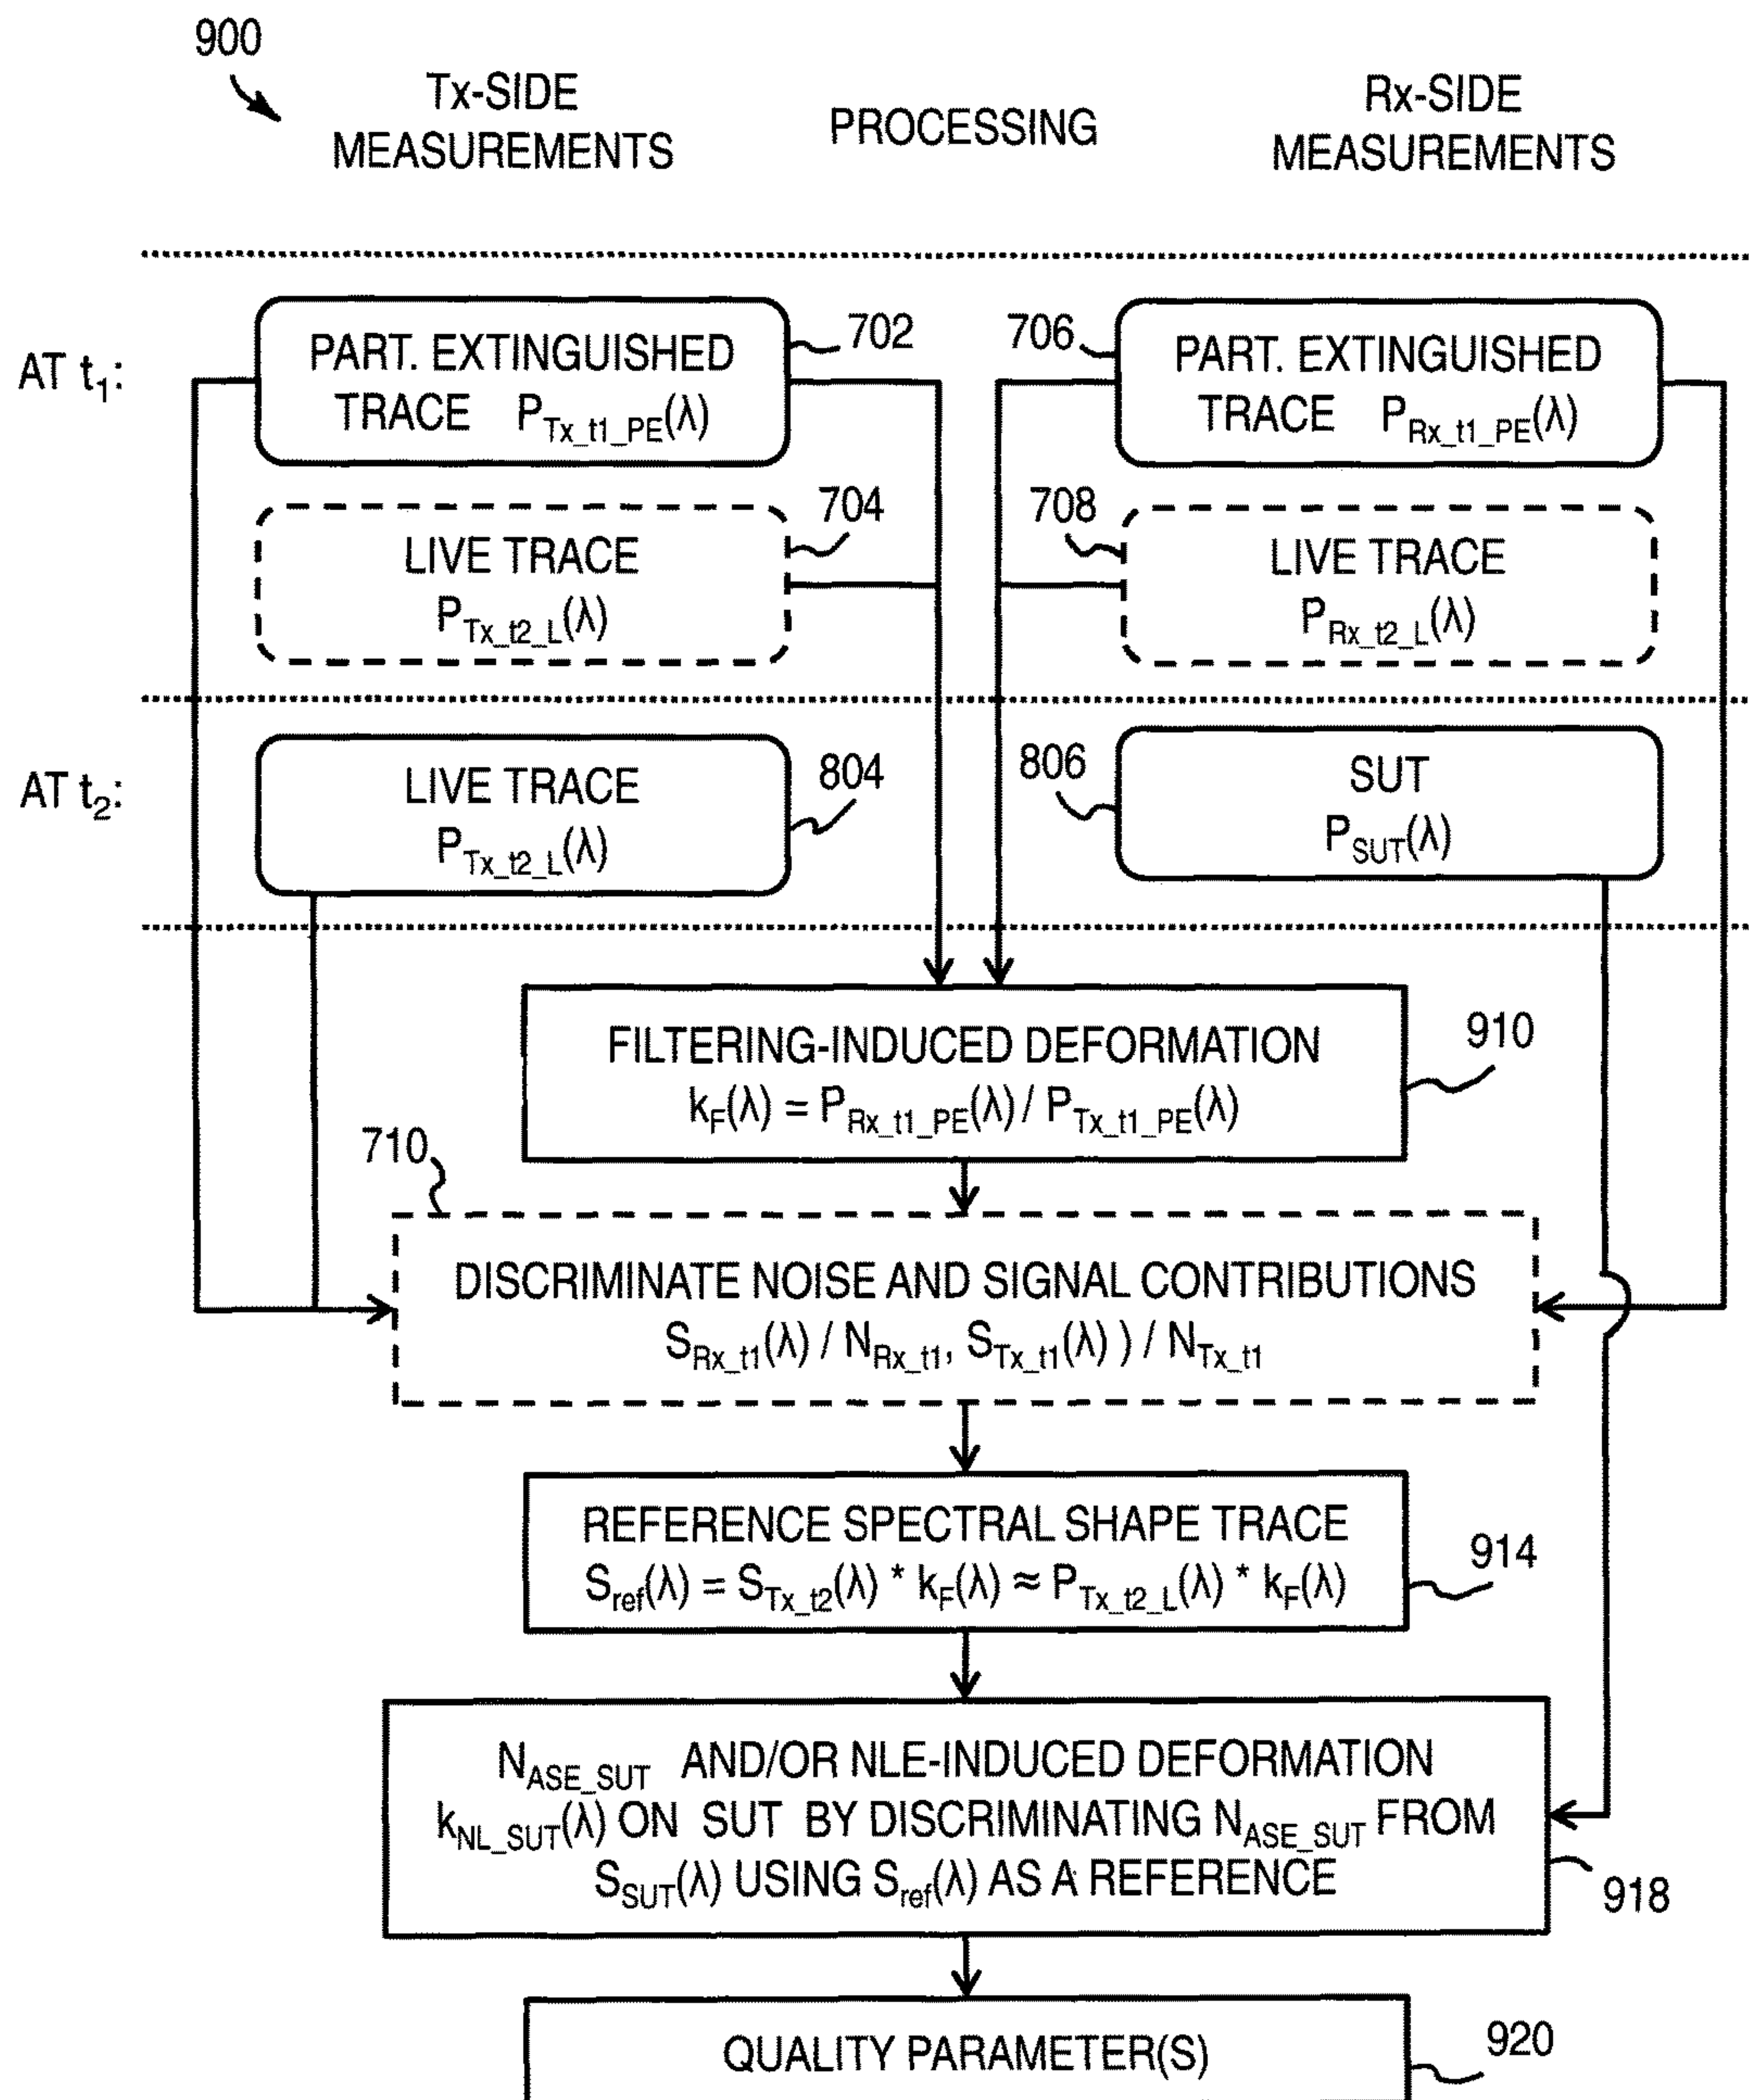 900
Tx-SIDE
MEASUREMENTS
PROCESSING
Rx-SIDE
MEASUREMENTS
AT t1:
PART. EXTINGUISHED
TRACE P_Tx_t1_PE(λ)
702
706
PART. EXTINGUISHED
TRACE P_Rx_t1_PE(λ)
LIVE TRACE
P_Tx_t2_L(λ)
704
708
LIVE TRACE
P_Rx_t2_L(λ)
AT t2:
LIVE TRACE
P_Tx_t2_L(λ)
804
806
SUT
P_SUT(λ)
FILTERING-INDUCED DEFORMATION
k_F(λ) = P_Rx_t1_PE(λ) / P_Tx_t1_PE(λ)
910
710
DISCRIMINATE NOISE AND SIGNAL CONTRIBUTIONS
S_Rx_t1(λ) / N_Rx_t1, S_Tx_t1(λ) ) / N_Tx_t1
REFERENCE SPECTRAL SHAPE TRACE
S_ref(λ) = S_Tx_t2(λ) * k_F(λ) ≈ P_Tx_t2_L(λ) * k_F(λ)
914
N_ASE_SUT AND/OR NLE-INDUCED DEFORMATION
k_NL_SUT(λ) ON SUT BY DISCRIMINATING N_ASE_SUT FROM
S_SUT(λ) USING S_ref(λ) AS A REFERENCE
918
QUALITY PARAMETER(S)
920